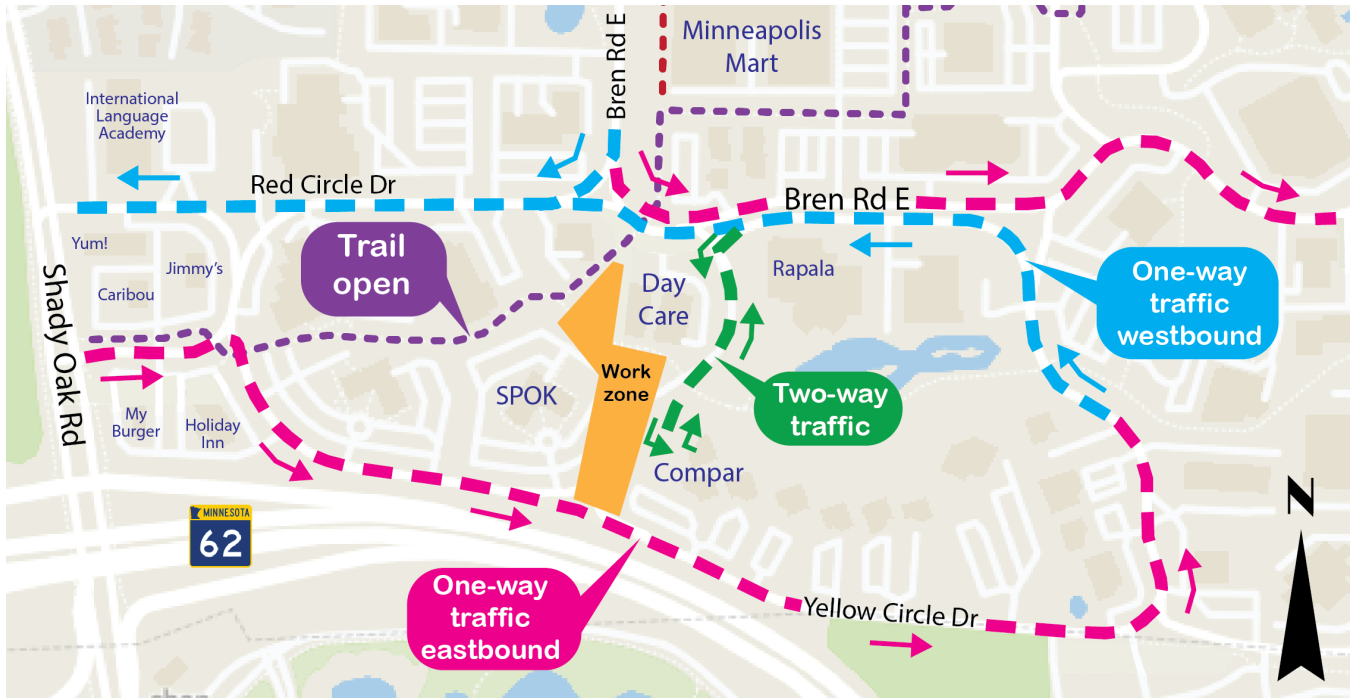 Bren Rd E
Minneapolis
Mart
International
Language
Academy
Red Circle Dr
Bren Rd E
Trail
open
Yum!
Jimmy's
Caribou
Shady Oak Rd
Day
Care
Rapala
One-way
traffic
westbound
Work
zone
SPOK
Two-way
traffic
My
Burger
Holiday
Inn
Compar
N
MINNESOTA
62
One-way
traffic
eastbound
Yellow Circle Dr